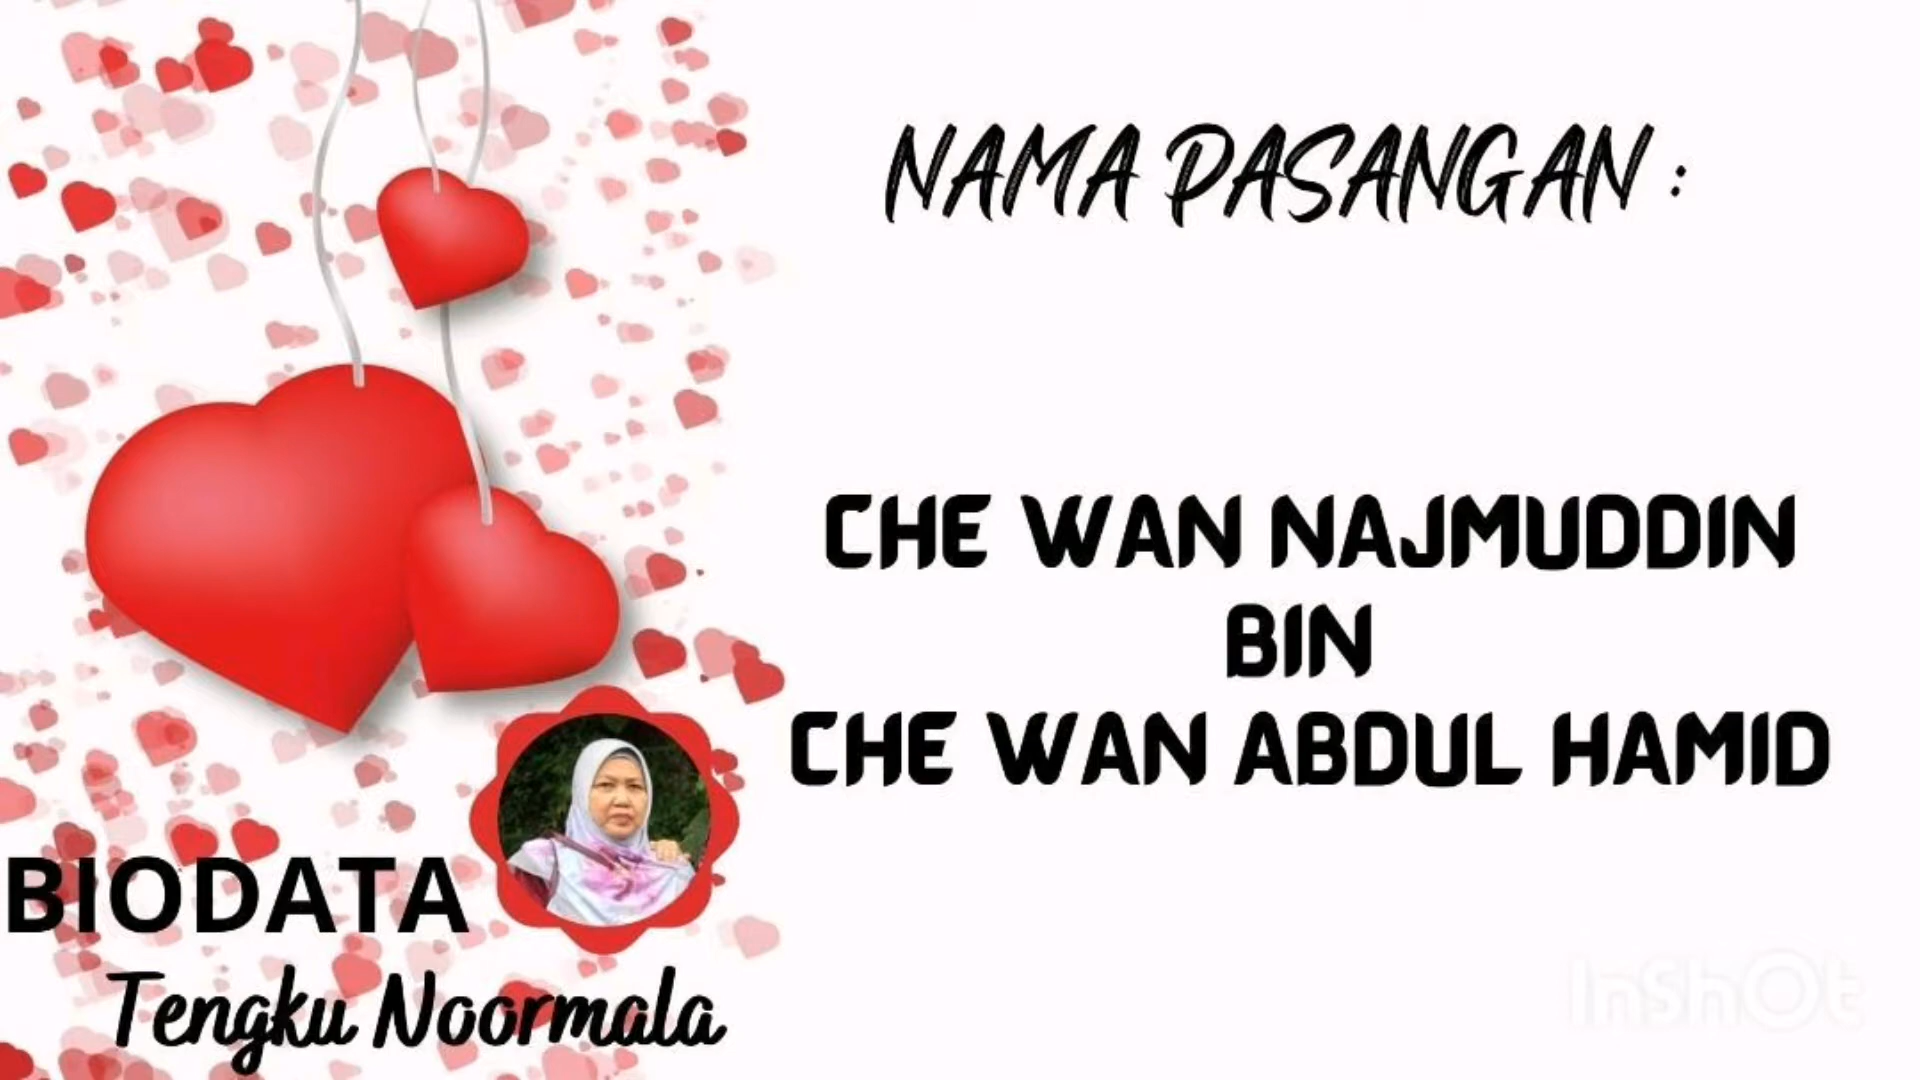 NAMA PASANGAN :
CHE WAN NAJMUDDIN
BIN
CHE WAN ABDUL HAMID
BIODATA
Tengku Noormala
InShOt